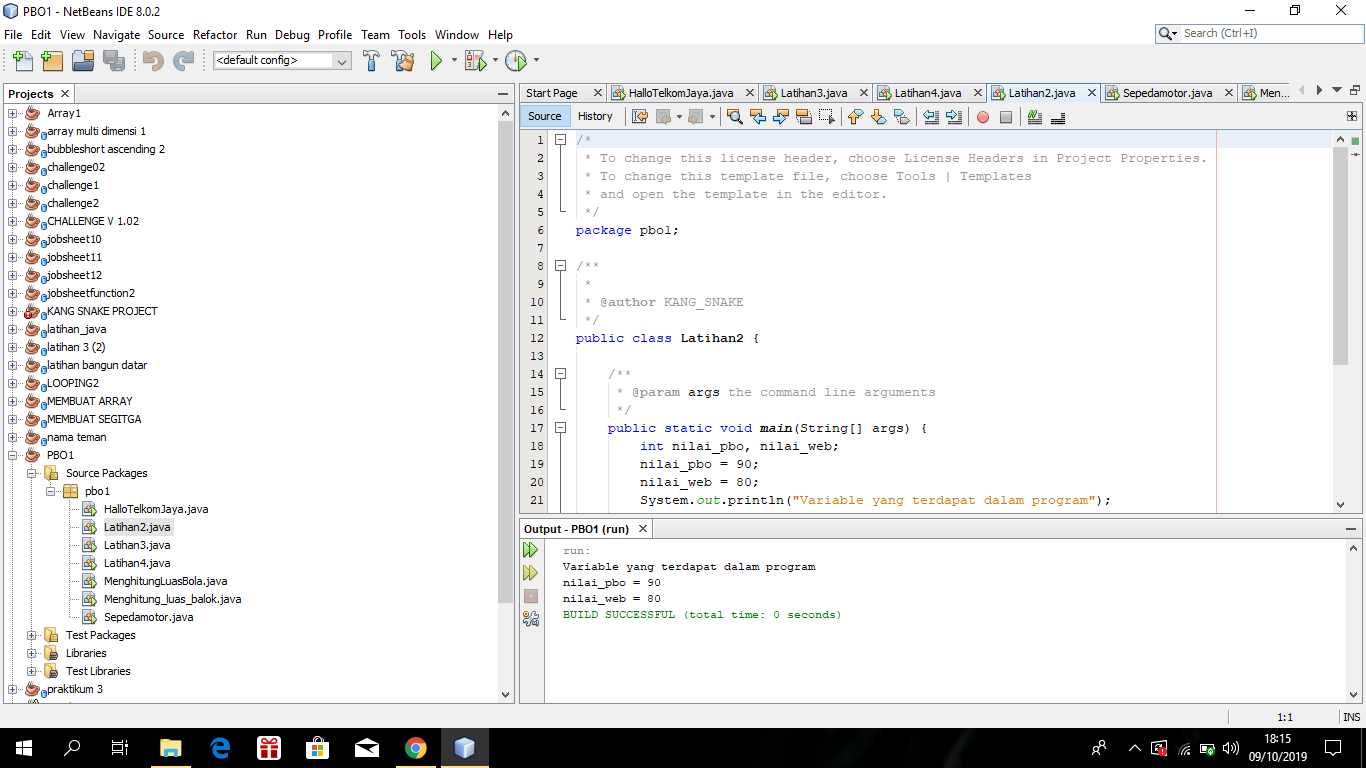 PBO1 - NetBeans IDE 8.0.2
File Edit View Navigate Source Refactor Run Debug Profile Team Tools Window Help
Search (Ctrl+I)
<default config>
Projects
Array1
array multi dimensi 1
bubbleshort ascending 2
challenge02
challenge1
challenge2
CHALLENGE V 1.02
jobsheet10
jobsheet11
jobsheet12
jobsheetfunction2
KANG SNAKE PROJECT
latihan_java
latihan 3 (2)
latihan bangun datar
LOOPING2
MEMBUAT ARRAY
MEMBUAT SEGITGA
nama teman
PBO1
Source Packages
pbo1
HalloTelkomJaya.java
Latihan2.java
Latihan3.java
Latihan4.java
MenghitungLuasBola.java
Menghitung_luas_balok.java
Sepedamotor.java
Test Packages
Libraries
Test Libraries
praktikum 3
Start Page HalloTelkomJaya.java Latihan3.java Latihan4.java Latihan2.java Sepedamotor.java Men...
Source History
1 /*
2 * To change this license header, choose License Headers in Project Properties.
3 * To change this template file, choose Tools | Templates
4 * and open the template in the editor.
5 */
6 package pbo1;
7
8 /**
9 *
10 * @author KANG_SNAKE
11 */
12 public class Latihan2 {
13
14 /**
15 * @param args the command line arguments
16 */
17 public static void main(String[] args) {
18 int nilai_pbo, nilai_web;
19 nilai_pbo = 90;
20 nilai_web = 80;
21 System.out.println("Variable yang terdapat dalam program");
Output - PBO1 (run)
run:
Variable yang terdapat dalam program
nilai_pbo = 90
nilai_web = 80
BUILD SUCCESSFUL (total time: 0 seconds)
1:1 INS
18:15
09/10/2019